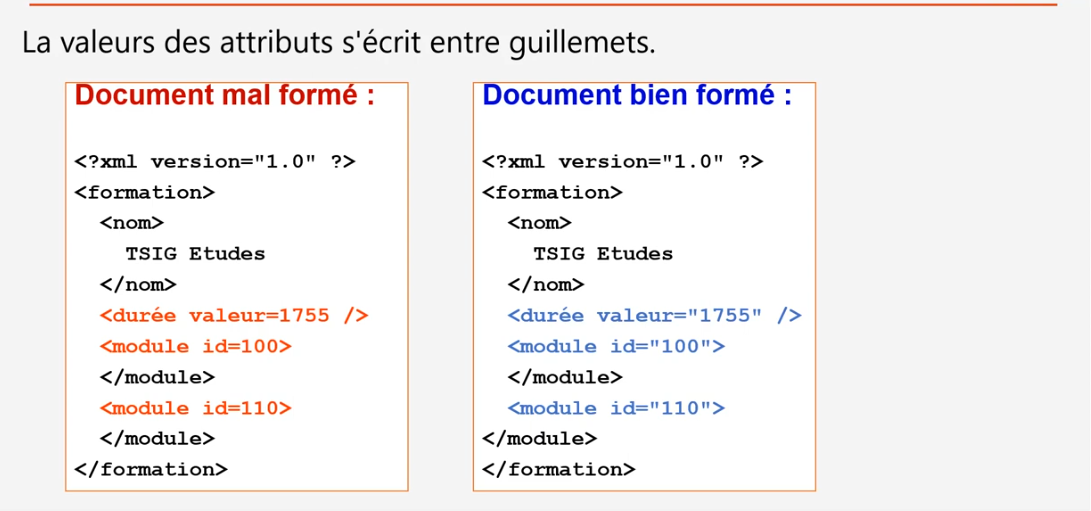 La valeurs des attributs s'écrit entre guillemets.
Document mal formé :
<?xml version="1.0" ?>
<formation>
<nom>
TSIG Etudes
</nom>
<durée valeur=1755 />
<module id=100>
</module>
<module id=110>
</module>
</formation>
Document bien formé :
<?xml version="1.0" ?>
<formation>
<nom>
TSIG Etudes
</nom>
<durée valeur="1755" />
<module id="100">
</module>
<module id="110">
</module>
</formation>